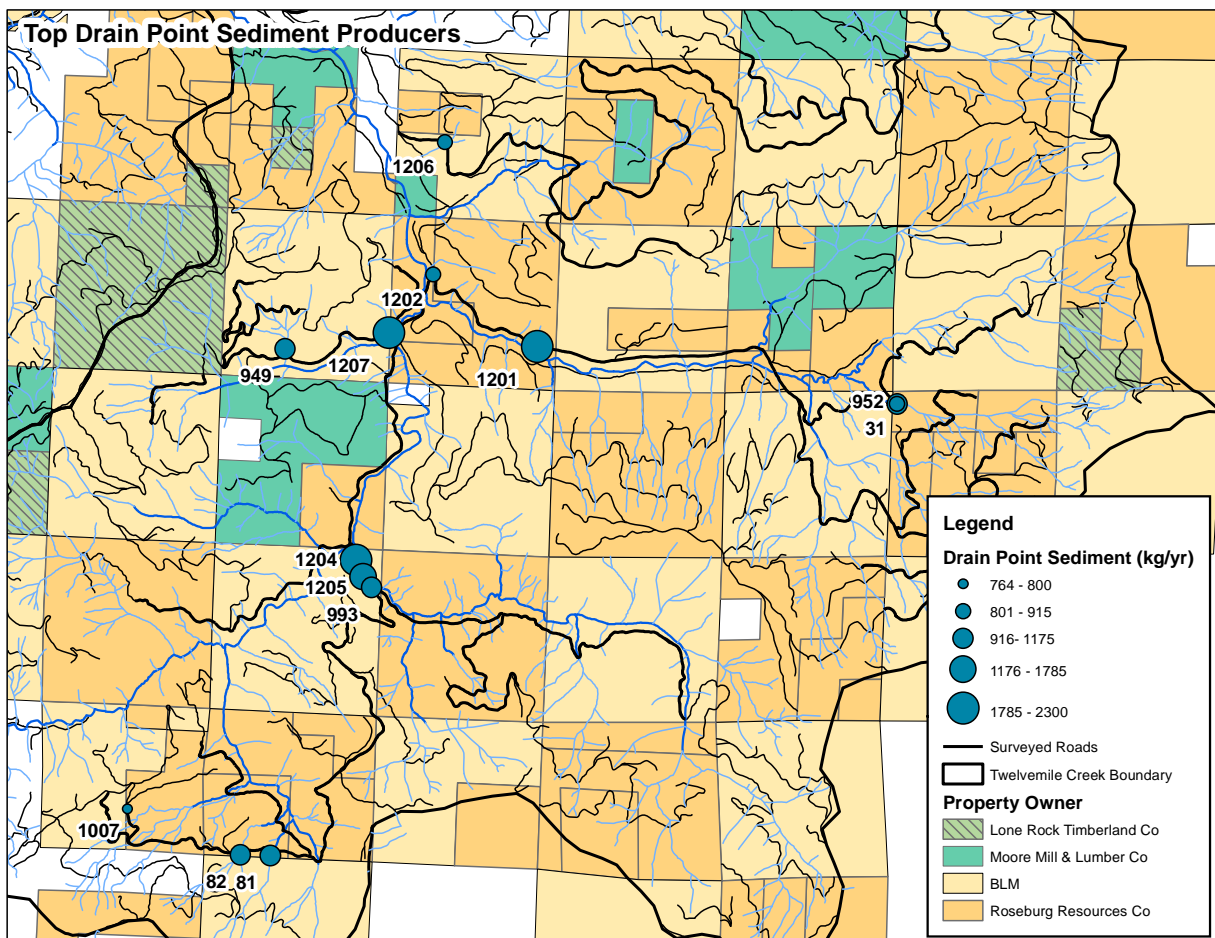 Top Drain Point Sediment Producers
1206
1202
949
1207
1201
952
31
1204
1205
993
1007
82 81
Legend
Drain Point Sediment (kg/yr)
764 - 800
801 - 915
916- 1175
1176 - 1785
1785 - 2300
Surveyed Roads
Twelvemile Creek Boundary
Property Owner
Lone Rock Timberland Co
Moore Mill & Lumber Co
BLM
Roseburg Resources Co